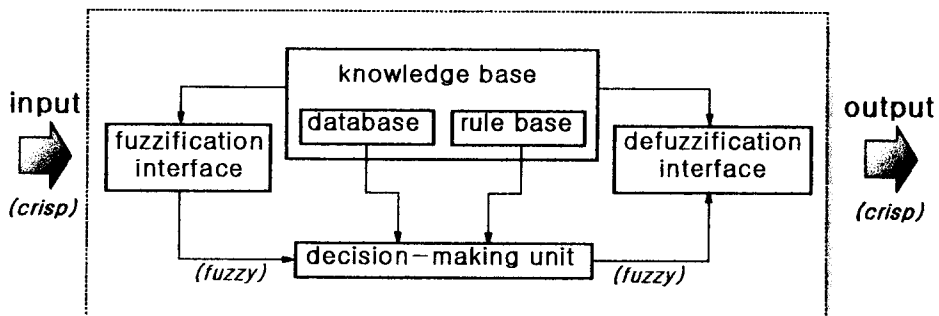 knowledge base
input
output
database
rule base
fuzzification
interface
defuzzification
interface
(crisp)
(crisp)
decision-making unit
(fuzzy)
(fuzzy)